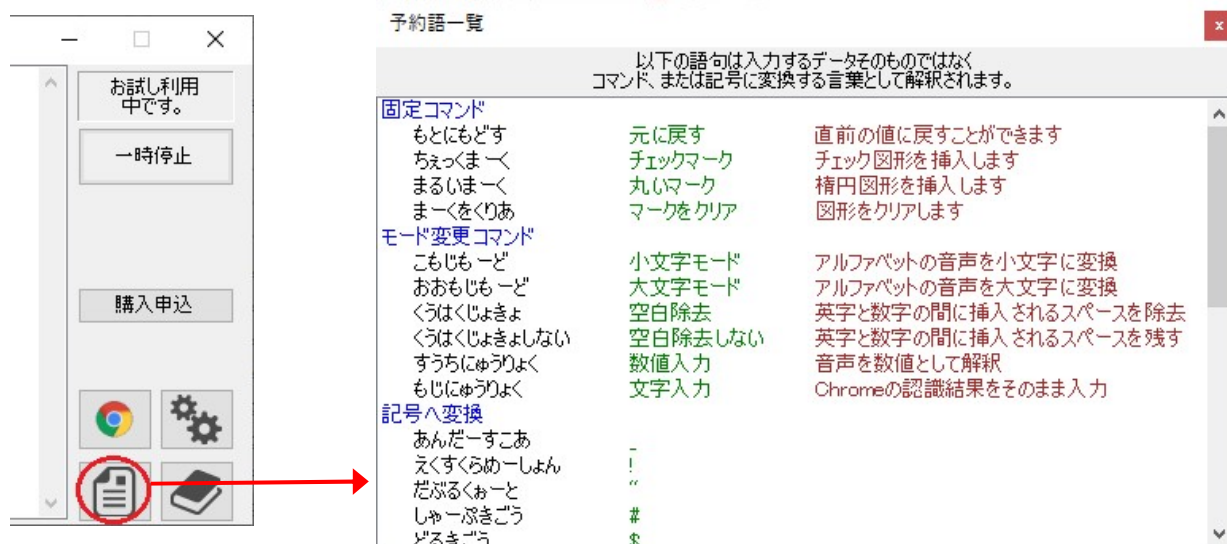 お試し利用
中です。
一時停止
購入申込
予約語一覧
x
以下の語句は入力するデータそのものではなく
コマンド、または記号に変換する言葉として解釈されます。
固定コマンド
もとにもどす 元に戻す 直前の値に戻すことができます
ちぇっくまーく チェックマーク チェック図形を挿入します
まるいまーく 丸いマーク 楕円図形を挿入します
まーくをくりあ マークをクリア 図形をクリアします
モード変更コマンド
こもじもーど 小文字モード アルファベットの音声を小文字に変換
おおもじもーど 大文字モード アルファベットの音声を大文字に変換
くうはくじょきょ 空白除去 英字と数字の間に挿入されるスペースを除去
くうはくじょきょしない 空白除去しない 英字と数字の間に挿入されるスペースを残す
すうちにゅうりょく 数値入力 音声を数値として解釈
もじにゅうりょく 文字入力 Chromeの認識結果をそのまま入力
記号へ変換
あんだーすこあ _
えくすくらめーしょん !
だぶるくぉーと “
しゃーぷきごう #
どるきごう $